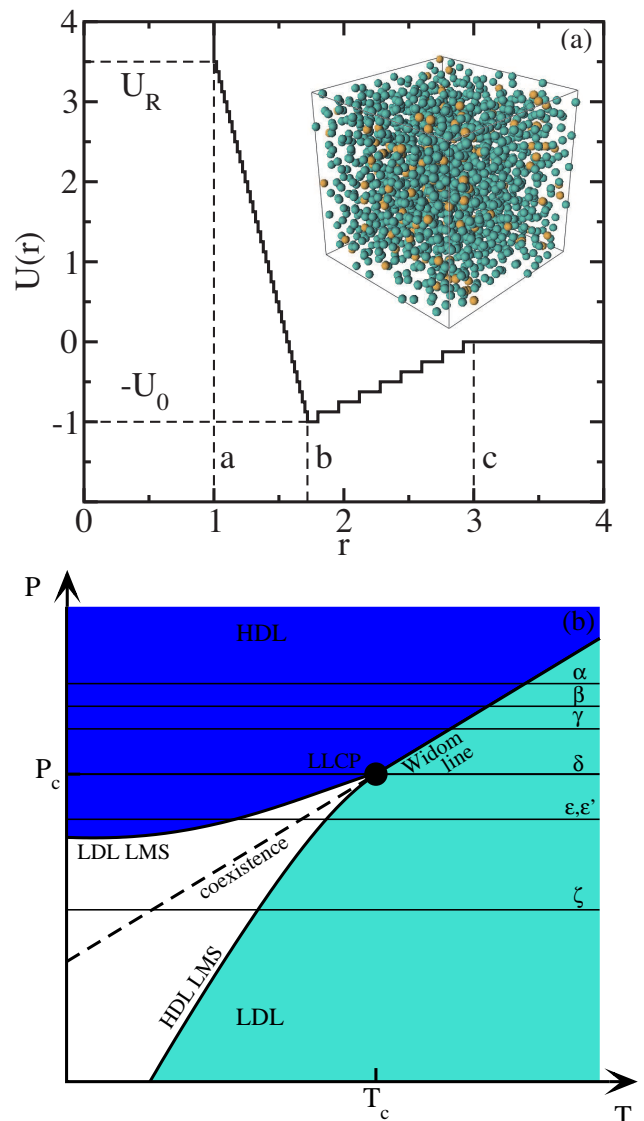 (a)
4
3
2
1
0
-1
U(r)
U_R
-U_0
a
b
c
0
1
2
3
4
r
P
(b)
HDL
α
β
γ
LLCP
Widom
line
P_c
δ
ε,ε'
LDL LMS
coexistence
ζ
HDL LMS
LDL
T_c
T